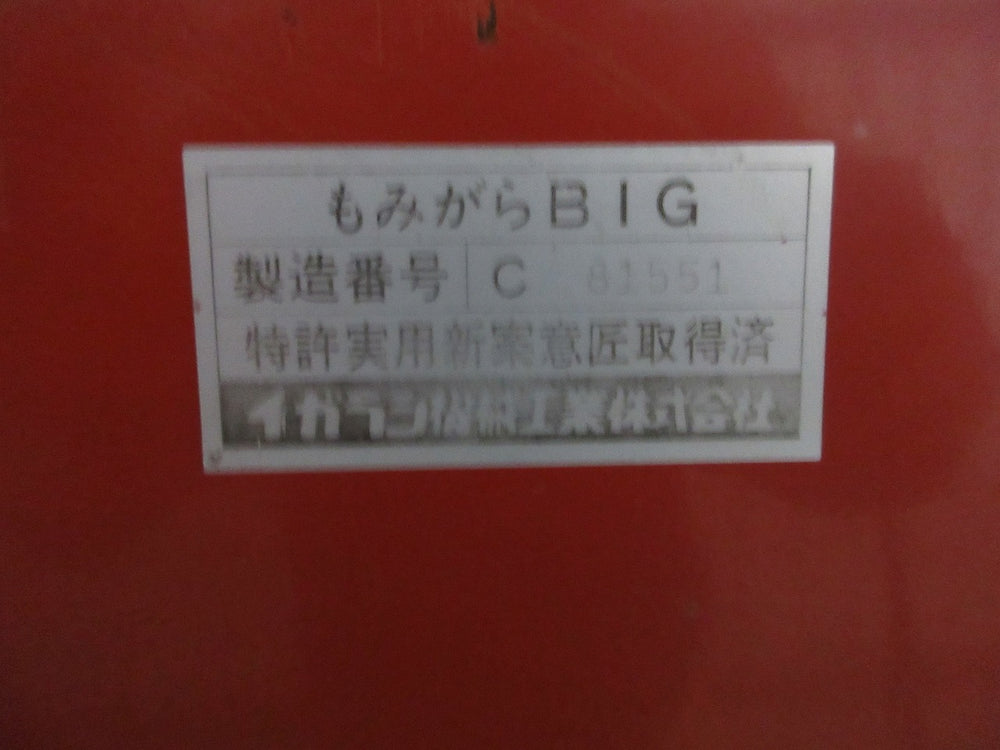 もみがらBIG
製造番号 C 81551
特許実用新案意匠取得済
イガラシ機械工業株式会社